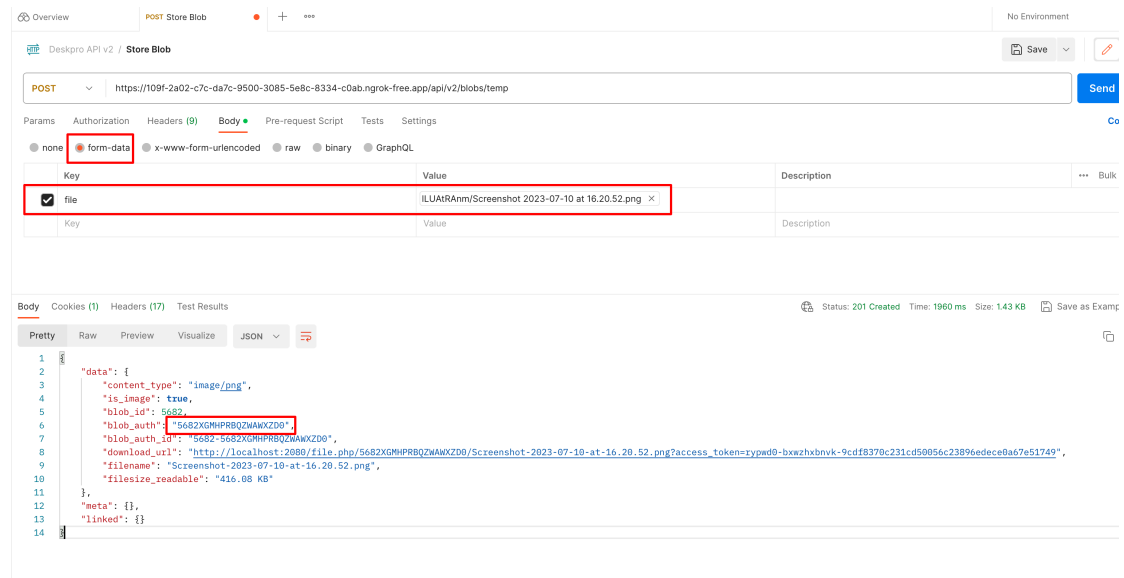 Overview
POST Store Blob
No Environment
HTTP Deskpro API v2 / Store Blob
Save
POST
https://109f-2a02-c7c-da7c-9500-3085-5e8c-8334-c0ab.ngrok-free.app/api/v2/blobs/temp
Send
Params Authorization Headers (9) Body Pre-request Script Tests Settings
Co
none form-data x-www-form-urlencoded raw binary GraphQL
Key Value Description Bulk
file lLUAtRAnm/Screenshot 2023-07-10 at 16.20.52.png
Key Value Description
Body Cookies (1) Headers (17) Test Results
Status: 201 Created Time: 1960 ms Size: 1.43 KB Save as Examp
Pretty Raw Preview Visualize JSON
1 {
2 "data": {
3 "content_type": "image/png",
4 "is_image": true,
5 "blob_id": 5682,
6 "blob_auth": "5682XGMHPRBQZWAWXZD0",
7 "blob_auth_id": "5682-5682XGMHPRBQZWAWXZD0",
8 "download_url": "http://localhost:2080/file.php/5682XGMHPRBQZWAWXZD0/Screenshot-2023-07-10-at-16.20.52.png?access_token=rypwd0-bxwzhxbnvk-9cdf8370c231cd50056c23896edece0a67e51749",
9 "filename": "Screenshot-2023-07-10-at-16.20.52.png",
10 "filesize_readable": "416.08 KB"
11 },
12 "meta": {},
13 "linked": {}
14 }